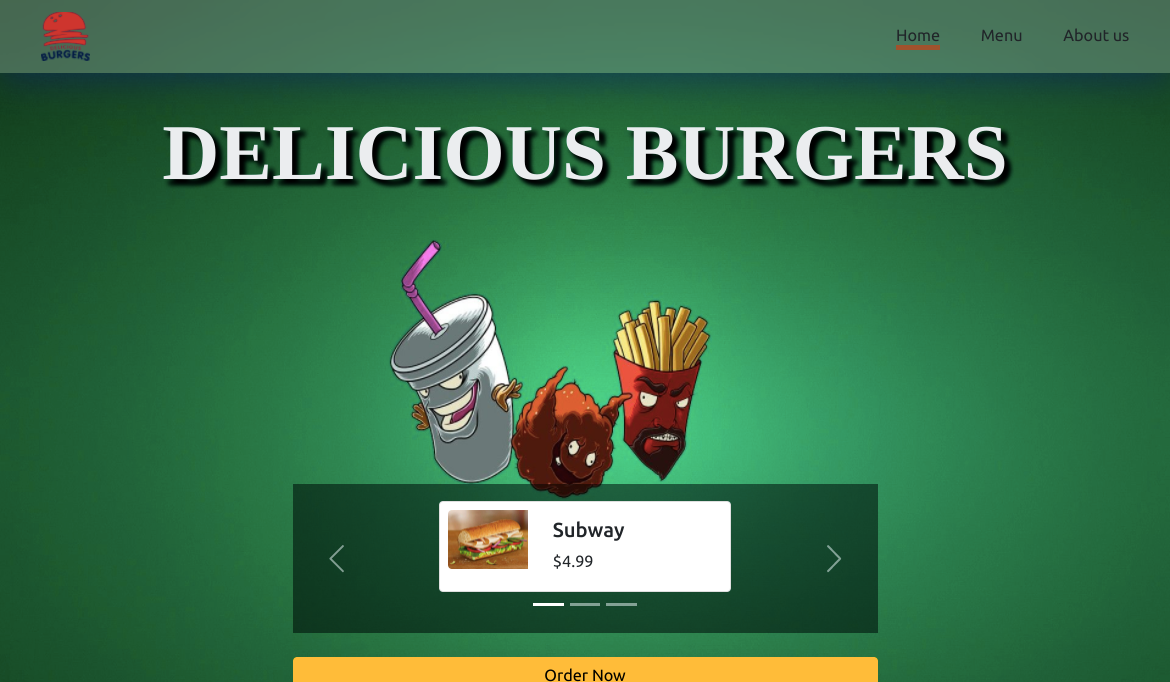 BURGERS
Home
Menu
About us
DELICIOUS BURGERS
Subway
$4.99
Order Now